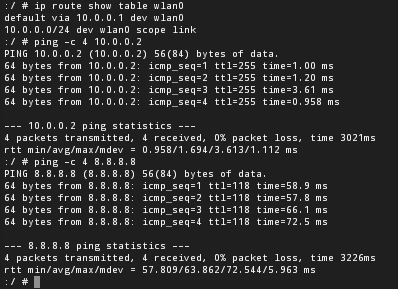 :/ # ip route show table wlan0
default via 10.0.0.1 dev wlan0
10.0.0.0/24 dev wlan0 scope link
:/ # ping -c 4 10.0.0.2
PING 10.0.0.2 (10.0.0.2) 56(84) bytes of data.
64 bytes from 10.0.0.2: icmp_seq=1 ttl=255 time=1.00 ms
64 bytes from 10.0.0.2: icmp_seq=2 ttl=255 time=1.20 ms
64 bytes from 10.0.0.2: icmp_seq=3 ttl=255 time=3.61 ms
64 bytes from 10.0.0.2: icmp_seq=4 ttl=255 time=0.958 ms

--- 10.0.0.2 ping statistics ---
4 packets transmitted, 4 received, 0% packet loss, time 3021ms
rtt min/avg/max/mdev = 0.958/1.694/3.613/1.112 ms
:/ # ping -c 4 8.8.8.8
PING 8.8.8.8 (8.8.8.8) 56(84) bytes of data.
64 bytes from 8.8.8.8: icmp_seq=1 ttl=118 time=58.9 ms
64 bytes from 8.8.8.8: icmp_seq=2 ttl=118 time=57.8 ms
64 bytes from 8.8.8.8: icmp_seq=3 ttl=118 time=66.1 ms
64 bytes from 8.8.8.8: icmp_seq=4 ttl=118 time=72.5 ms

--- 8.8.8.8 ping statistics ---
4 packets transmitted, 4 received, 0% packet loss, time 3226ms
rtt min/avg/max/mdev = 57.809/63.862/72.544/5.963 ms
:/ #